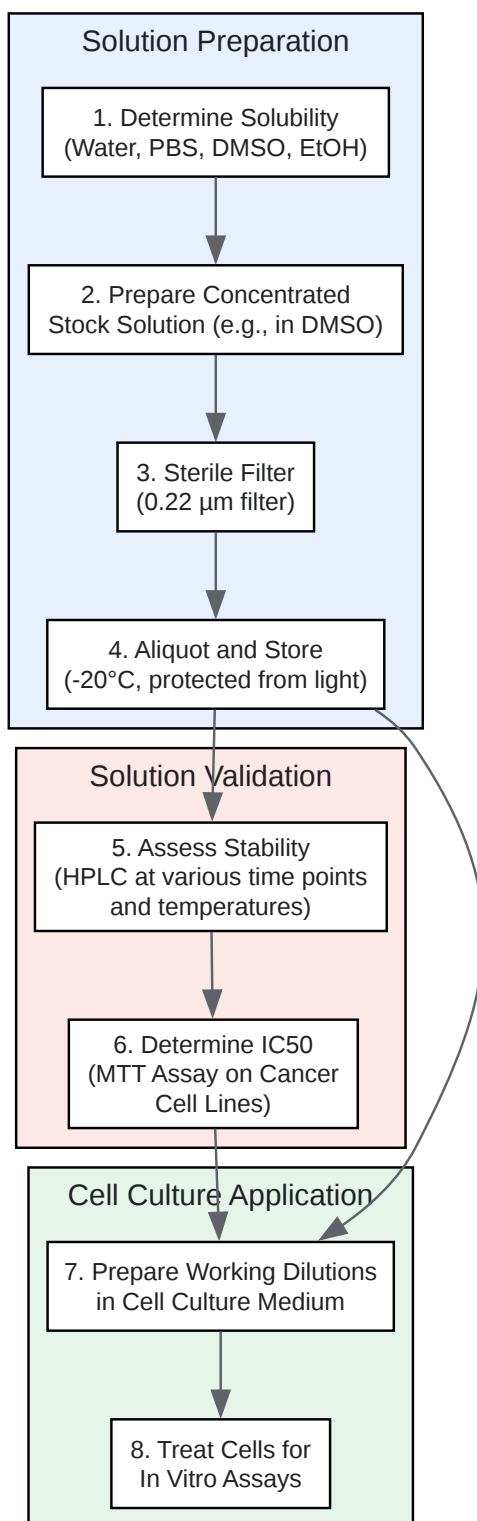 Solution Preparation
1. Determine Solubility
(Water, PBS, DMSO, EtOH)
2. Prepare Concentrated
Stock Solution (e.g., in DMSO)
3. Sterile Filter
(0.22 µm filter)
4. Aliquot and Store
(-20°C, protected from light)
Solution Validation
5. Assess Stability
(HPLC at various time points
and temperatures)
6. Determine IC50
(MTT Assay on Cancer
Cell Lines)
Cell Culture Application
7. Prepare Working Dilutions
in Cell Culture Medium
8. Treat Cells for
In Vitro Assays